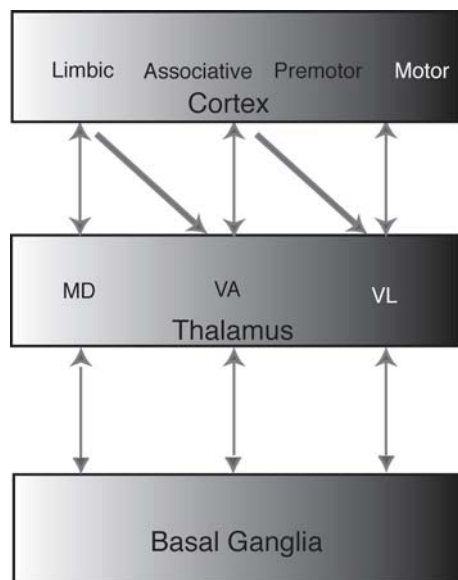 Limbic Associative Premotor Motor
Cortex
MD VA VL
Thalamus
Basal Ganglia